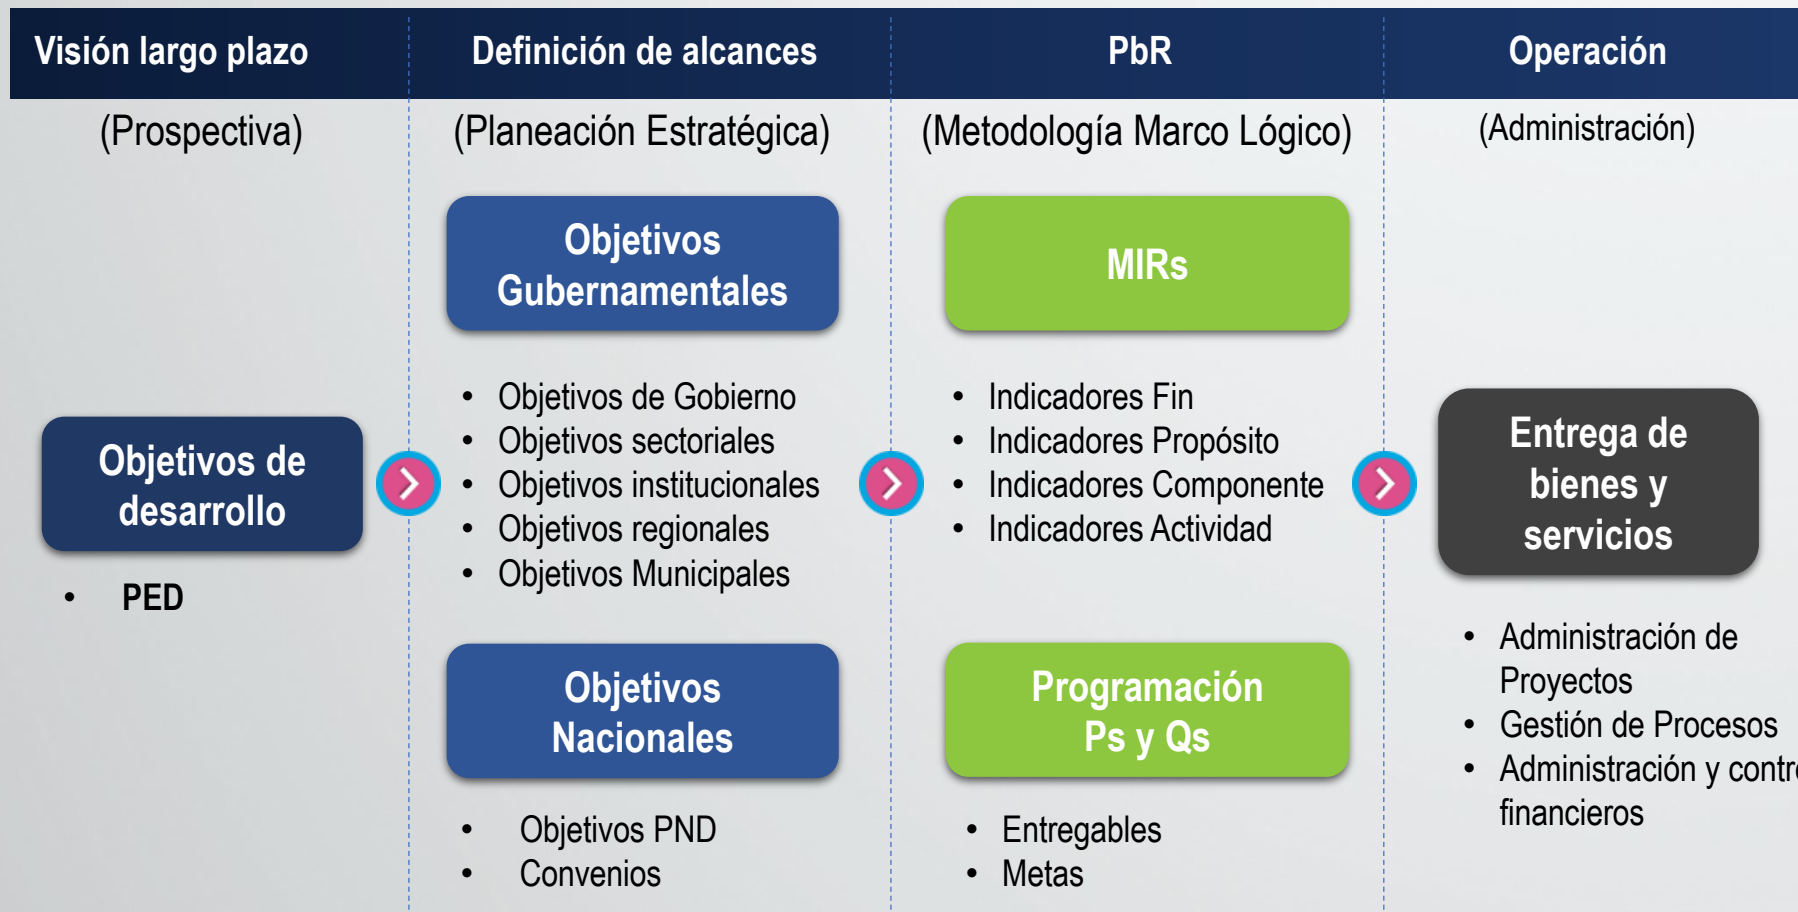 Visión largo plazo
Definición de alcances
PbR
Operación
(Prospectiva)
(Planeación Estratégica)
(Metodología Marco Lógico)
(Administración)
Objetivos de
desarrollo
• PED
Objetivos
Gubernamentales
• Objetivos de Gobierno
• Objetivos sectoriales
• Objetivos institucionales
• Objetivos regionales
• Objetivos Municipales
Objetivos
Nacionales
• Objetivos PND
• Convenios
MIRs
• Indicadores Fin
• Indicadores Propósito
• Indicadores Componente
• Indicadores Actividad
Programación
Ps y Qs
• Entregables
• Metas
Entrega de
bienes y
servicios
• Administración de
Proyectos
• Gestión de Procesos
• Administración y
financieros